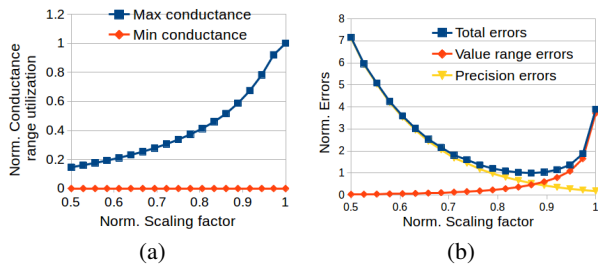 Max conductance
Min conductance
Norm. Conductance
range utilization
1.2
1
0.8
0.6
0.4
0.2
0
0.5 0.6 0.7 0.8 0.9 1
Norm. Scaling factor
(a)
Total errors
Value range errors
Precision errors
Norm. Errors
8
7
6
5
4
3
2
1
0
0.5 0.6 0.7 0.8 0.9 1
Norm. Scaling factor
(b)